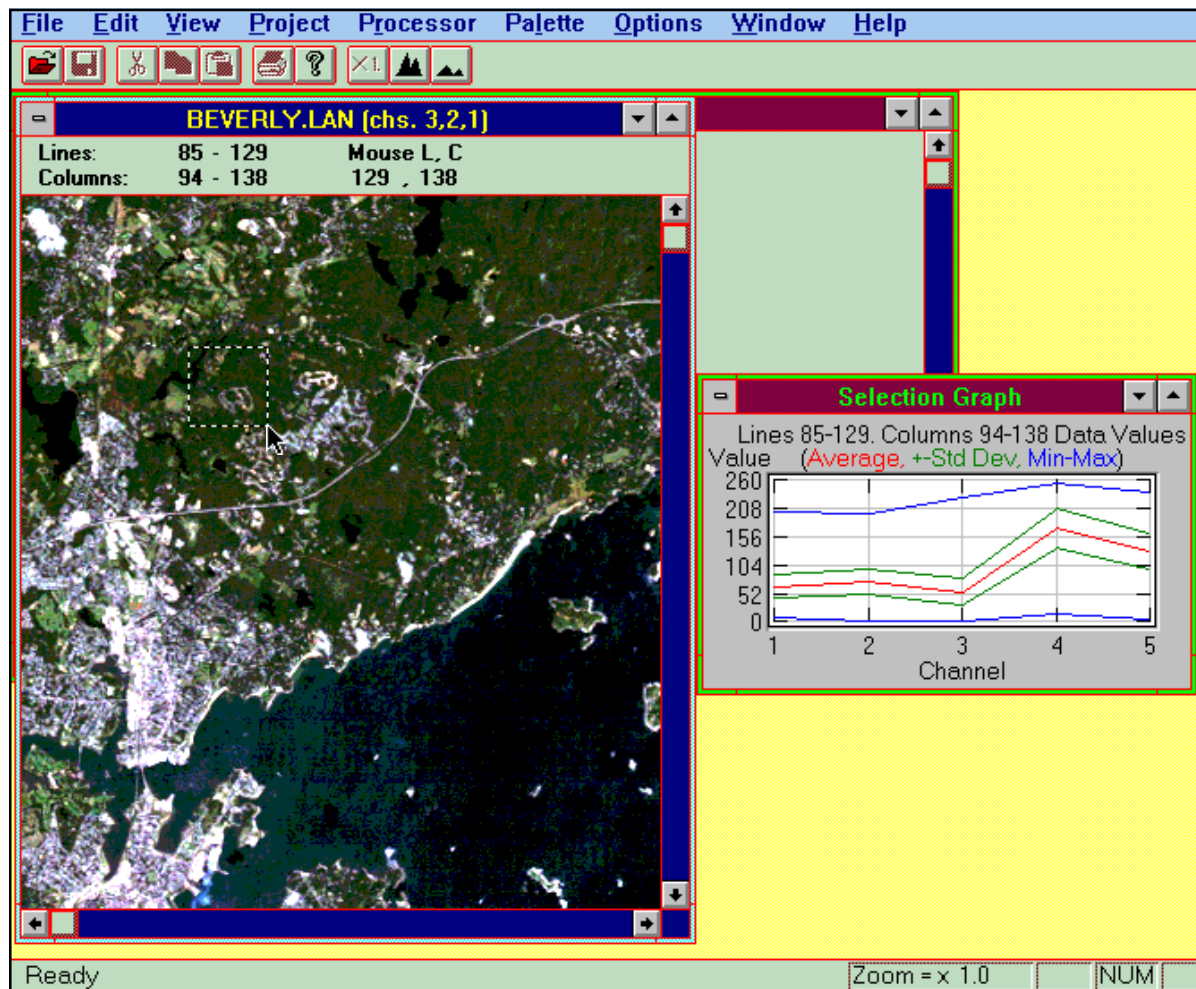 File Edit View Project Processor Palette Options Window Help
X1.
BEVERLY.LAN (chs. 3,2,1)
Lines: 85 - 129 Mouse L, C
Columns: 94 - 138 129 , 138
Selection Graph
Lines 85-129. Columns 94-138 Data Values
Value (Average, +-Std Dev, Min-Max)
260
208
156
104
52
0
1 2 3 4 5
Channel
Ready Zoom = x 1.0 NUM